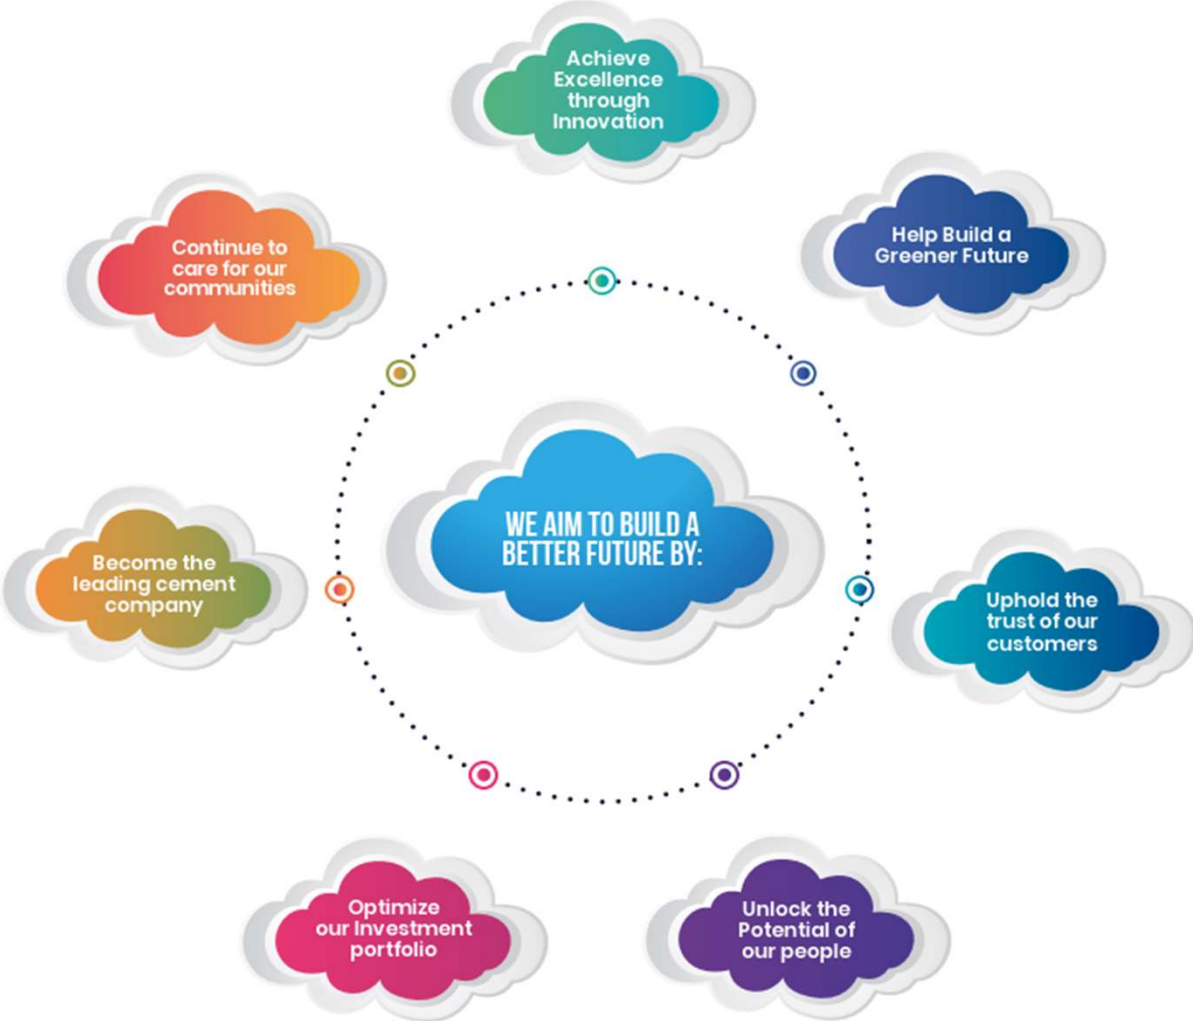 Achieve
Excellence
through
Innovation
Help Build a
Greener Future
Continue to
care for our
communities
WE AIM TO BUILD A
BETTER FUTURE BY:
Become the
leading cement
company
Uphold the
trust of our
customers
Optimize
our Investment
portfolio
Unlock the
Potential of
our people